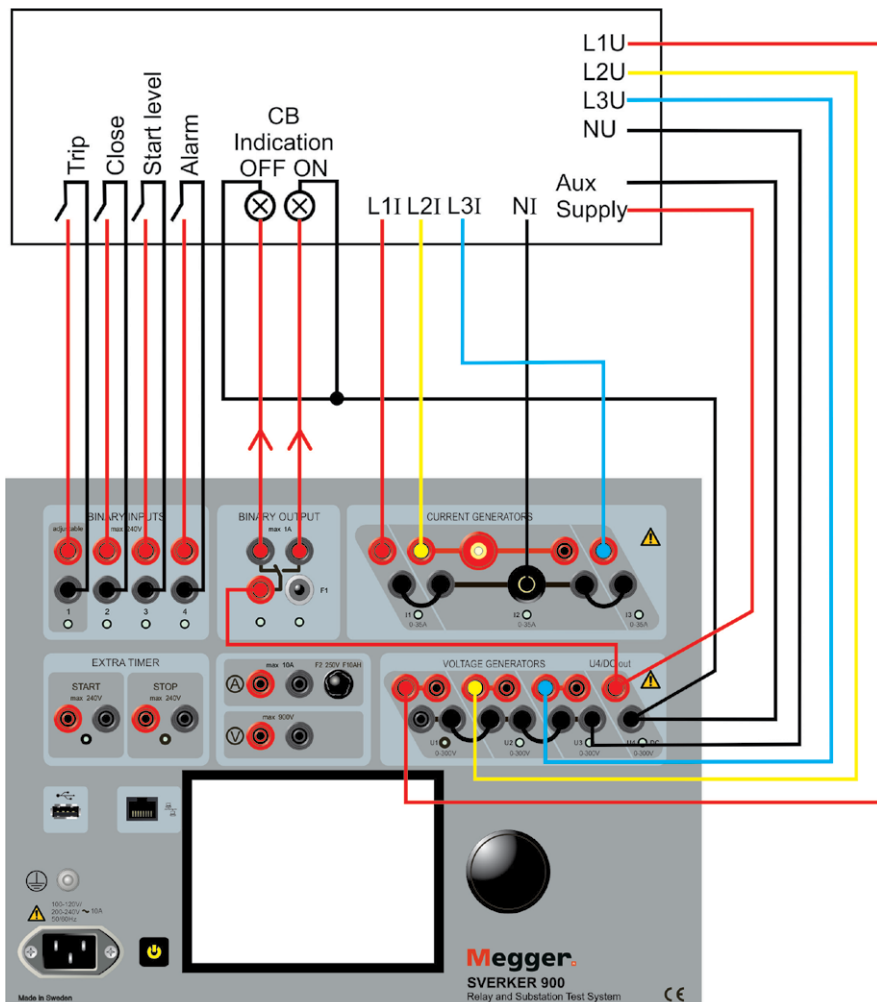 L1U
L2U
L3U
NU
Trip
Close
Start level
Alarm
CB
Indication
OFF ON
L1I L2I L3I NI
Aux
Supply
BINARY INPUTS
adjustable
max 240V
1
2
3
4
BINARY OUTPUT
max 1A
F1
CURRENT GENERATORS
I1
0-35A
I2
0-35A
I3
0-35A
EXTRA TIMER
START
max 240V
STOP
max 240V
max 10A
F2 250V F10AH
A
max 900V
V
VOLTAGE GENERATORS
U4/DC out
U1
0-300V
U2
0-300V
U3
0-300V
0-300V
100-120V/
200-240V ~ 10A
50/60Hz
Made in Sweden
Megger.
SVERKER 900
Relay and Substation Test System
CE